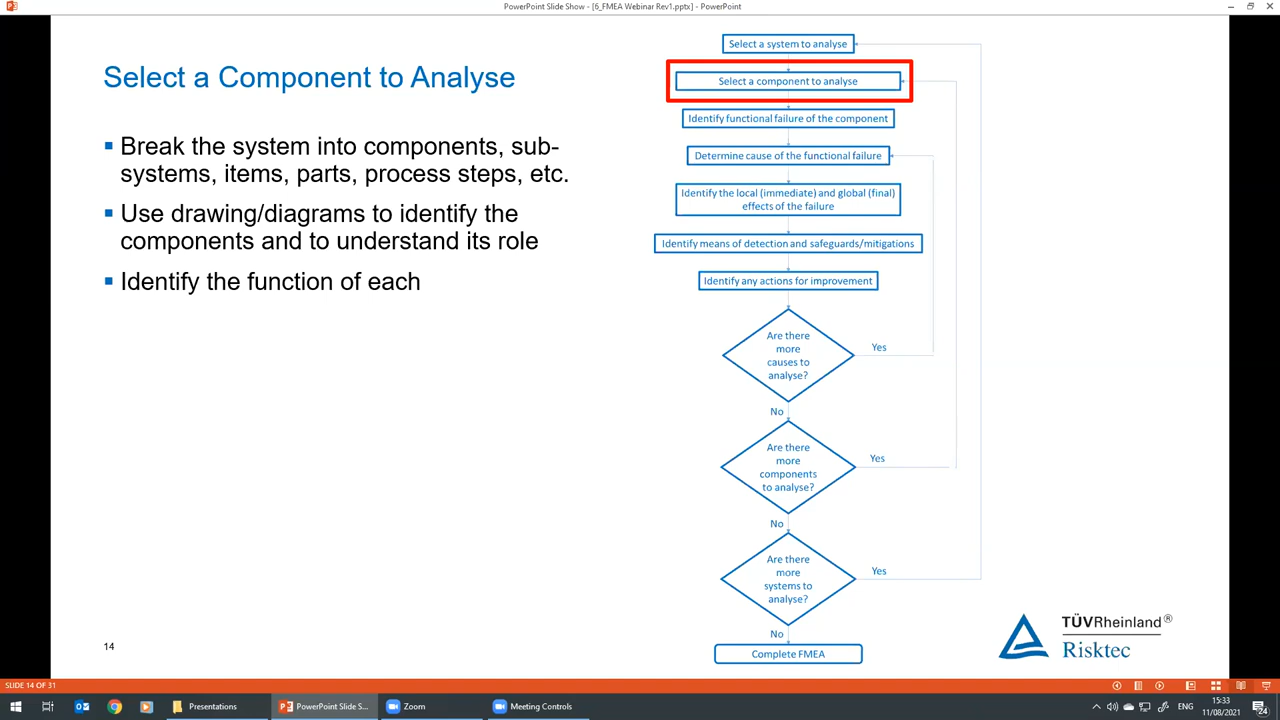 PowerPoint Slide Show - [6_FMEA Webinar Rev1.pptx] - PowerPoint
Select a Component to Analyse
▪ Break the system into components, sub-
systems, items, parts, process steps, etc.
▪ Use drawing/diagrams to identify the
components and to understand its role
▪ Identify the function of each
Select a system to analyse
Select a component to analyse
Identify functional failure of the component
Determine cause of the functional failure
Identify the local (immediate) and global (final)
effects of the failure
Identify means of detection and safeguards/mitigations
Identify any actions for improvement
Are there
more
causes to
analyse?
Yes
No
Are there
more
components
to analyse?
Yes
No
Are there
more
systems to
analyse?
Yes
No
Complete FMEA
14
TÜVRheinland®
Risktec
SLIDE 14 OF 31
Presentations
PowerPoint Slide S...
Zoom
Meeting Controls
ENG
15:33
11/08/2021
24